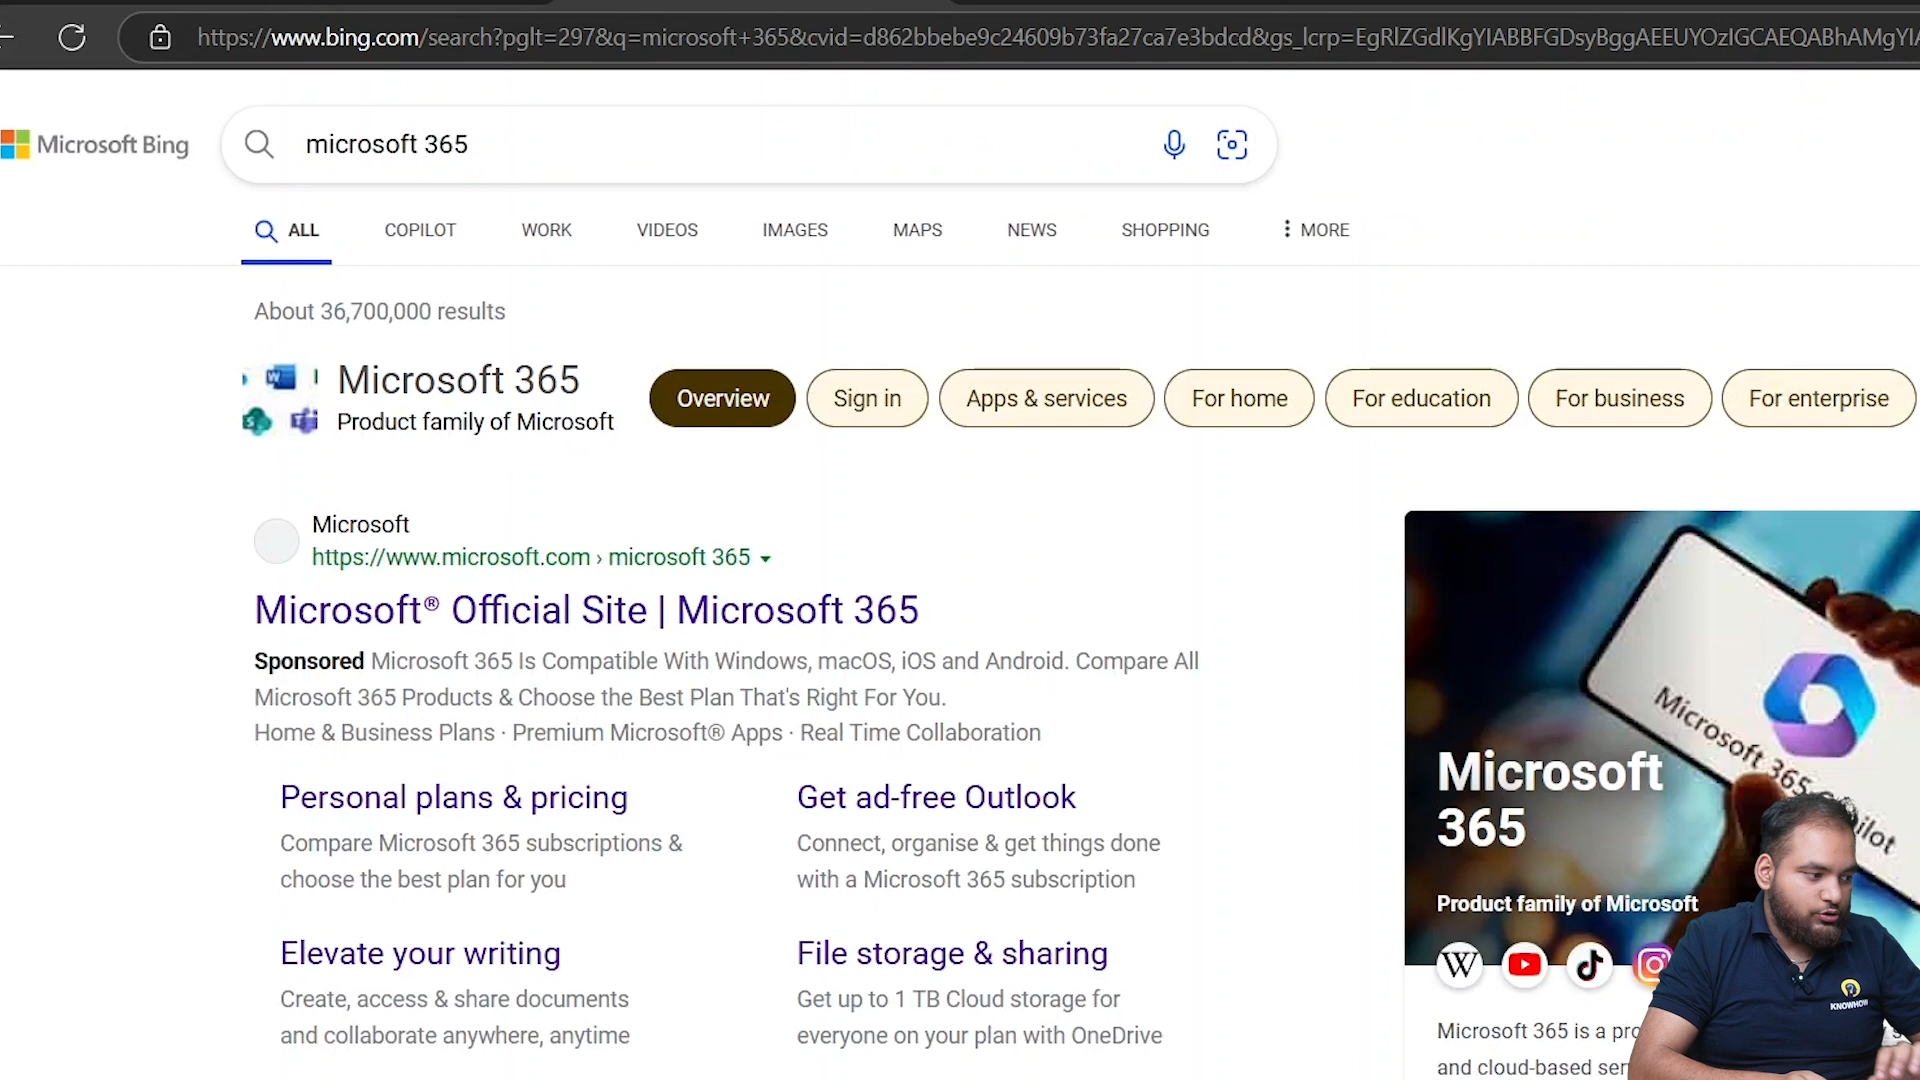 https://www.bing.com/search?pglt=297&q=microsoft+365&cvid=d862bbebe9c24609b73fa27ca7e3bdcd&gs_lcrp=
Microsoft Bing
microsoft 365
ALL COPILOT WORK VIDEOS IMAGES MAPS NEWS SHOPPING MORE
About 36,700,000 results
Microsoft 365
Product family of Microsoft
Overview Sign in Apps & services For home For education For business For enterprise
Microsoft
https://www.microsoft.com › microsoft 365
Microsoft® Official Site | Microsoft 365
Sponsored Microsoft 365 Is Compatible With Windows, macOS, iOS and Android. Compare All
Microsoft 365 Products & Choose the Best Plan That's Right For You.
Home & Business Plans · Premium Microsoft® Apps · Real Time Collaboration
Personal plans & pricing
Compare Microsoft 365 subscriptions &
choose the best plan for you
Get ad-free Outlook
Connect, organise & get things done
with a Microsoft 365 subscription
Elevate your writing
Create, access & share documents
and collaborate anywhere, anytime
File storage & sharing
Get up to 1 TB Cloud storage for
everyone on your plan with OneDrive
Microsoft 365
Microsoft
365
Product family of Microsoft
W
KNOWHOW
Microsoft 365 is a
and cloud-based